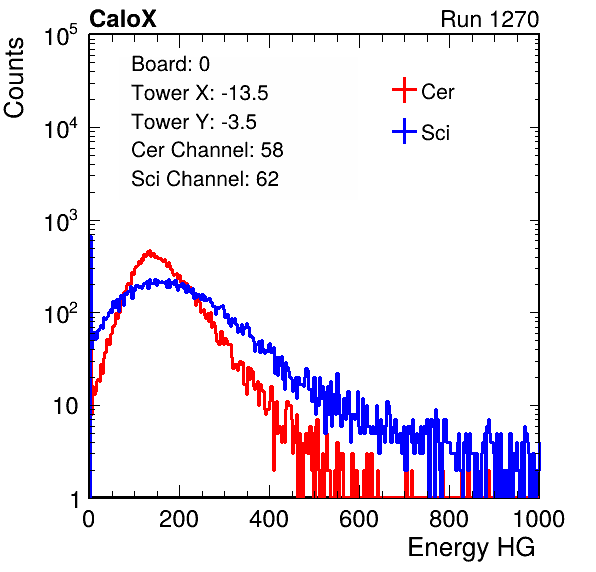 CaloX
Run 1270
Counts
10^5
10^4
10^3
10^2
10
1
Board: 0
Tower X: -13.5
Tower Y: -3.5
Cer Channel: 58
Sci Channel: 62
Cer
Sci
0 200 400 600 800 1000
Energy HG